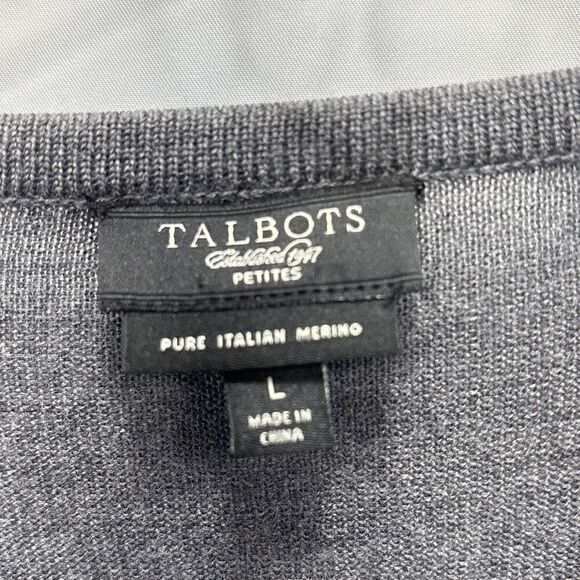 TALBOTS
Established 1947
PETITES
PURE ITALIAN MERINO
L
MADE IN
CHINA